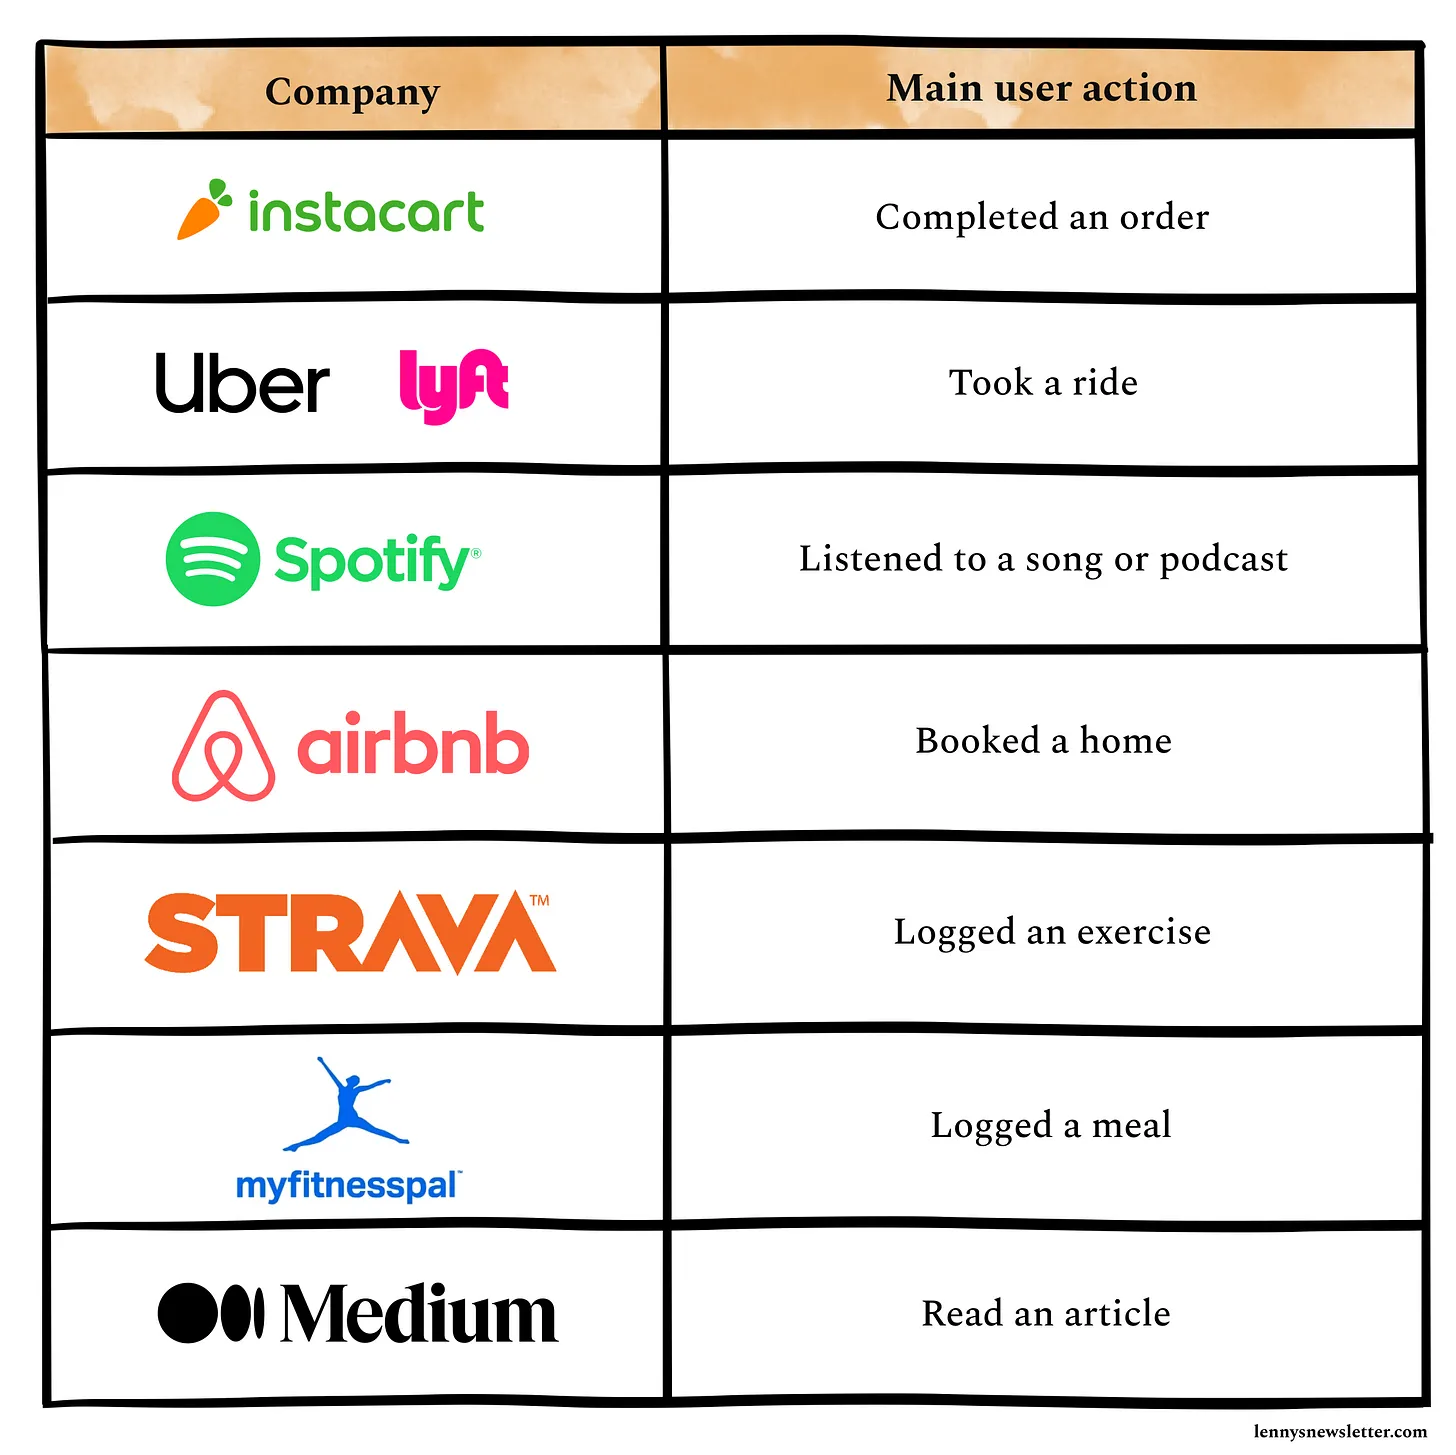 Company Main user action
instacart Completed an order
Uber lyft Took a ride
Spotify® Listened to a song or podcast
airbnb Booked a home
STRAVA™ Logged an exercise
myfitnesspal™ Logged a meal
Medium Read an article
lennysnewsletter.com